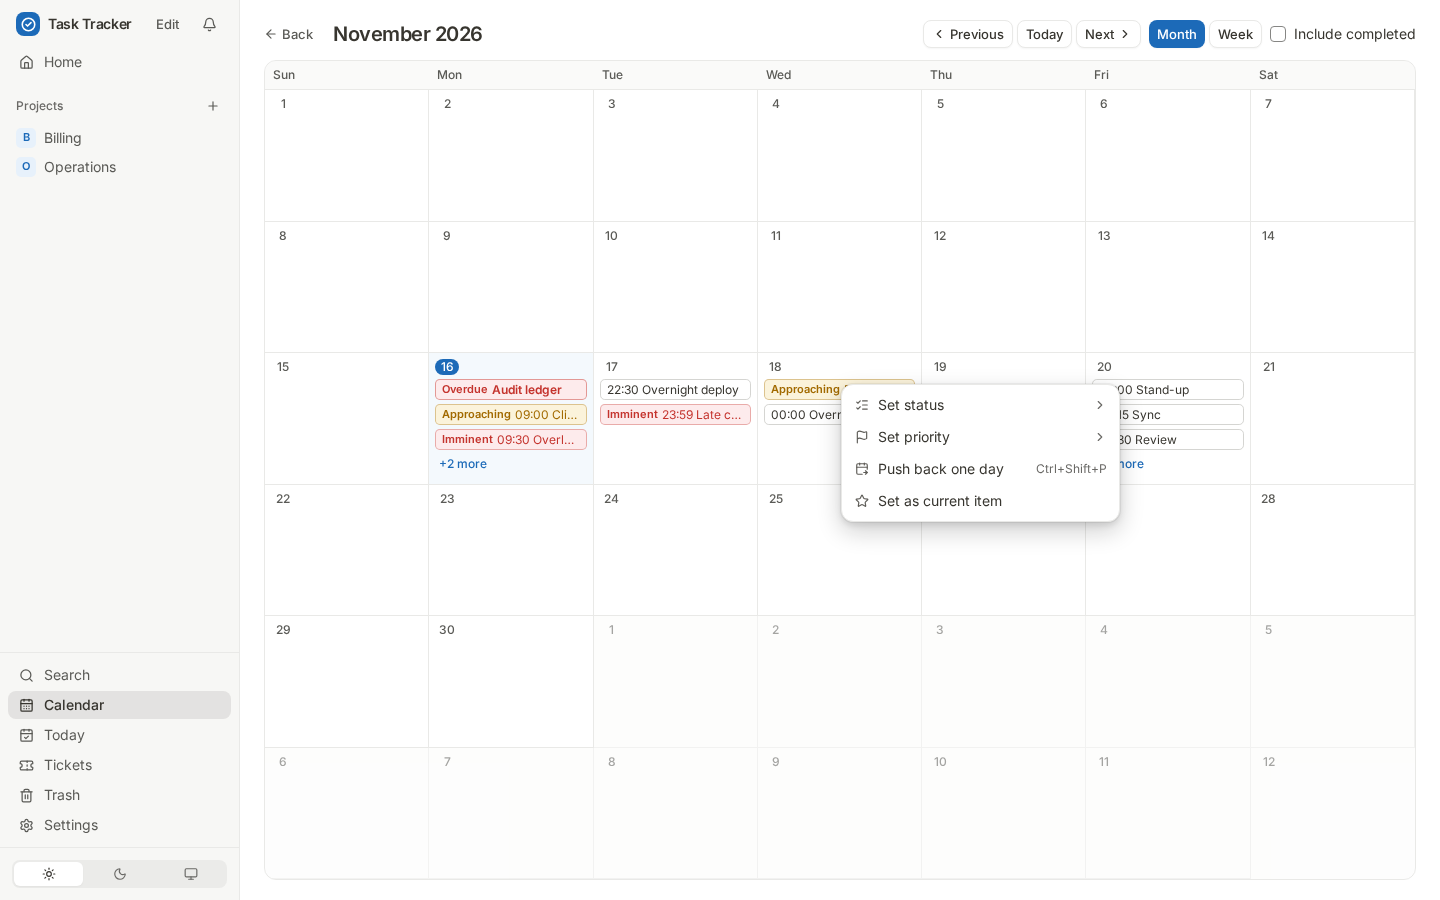 Task Tracker Edit
Home
Projects
B Billing
O Operations
Search
Calendar
Today
Tickets
Trash
Settings
Back November 2026 Previous Today Next Month Week Include completed
Sun Mon Tue Wed Thu Fri Sat
1 2 3 4 5 6 7
8 9 10 11 12 13 14
15 16 17 18 19 20 21
Overdue Audit ledger
Approaching 09:00 Cli...
Imminent 09:30 Overl...
+2 more
22:30 Overnight deploy
Imminent 23:59 Late c...
Approaching
00:00
Stand-up
Sync
Review
more
Set status
Set priority
Push back one day Ctrl+Shift+P
Set as current item
22 23 24 25 28
29 30 1 2 3 4 5
6 7 8 9 10 11 12